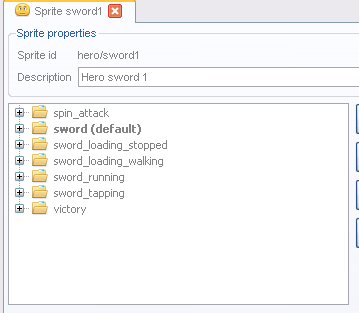 Sprite sword1
Sprite properties
Sprite id hero/sword1
Description Hero sword 1
spin_attack
sword (default)
sword_loading_stopped
sword_loading_walking
sword_running
sword_tapping
victory